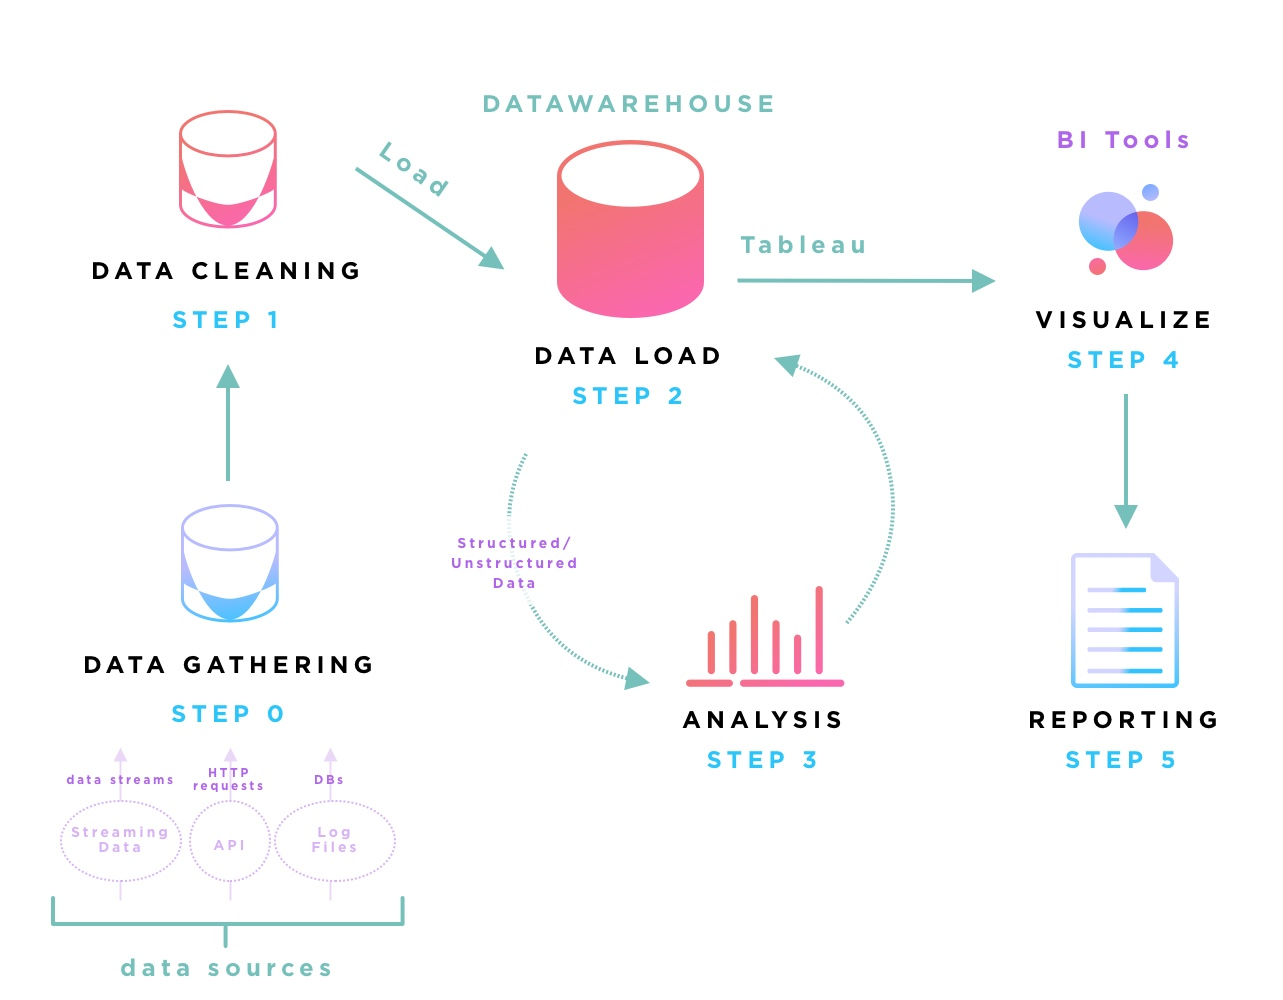 DATAWAREHOUSE
BI Tools
Load
Tableau
DATA CLEANING
STEP 1
DATA LOAD
STEP 2
VISUALIZE
STEP 4
Structured/
Unstructured
Data
DATA GATHERING
STEP 0
ANALYSIS
STEP 3
REPORTING
STEP 5
data streams
HTTP
requests
DBs
Streaming
Data
API
Log
Files
data sources